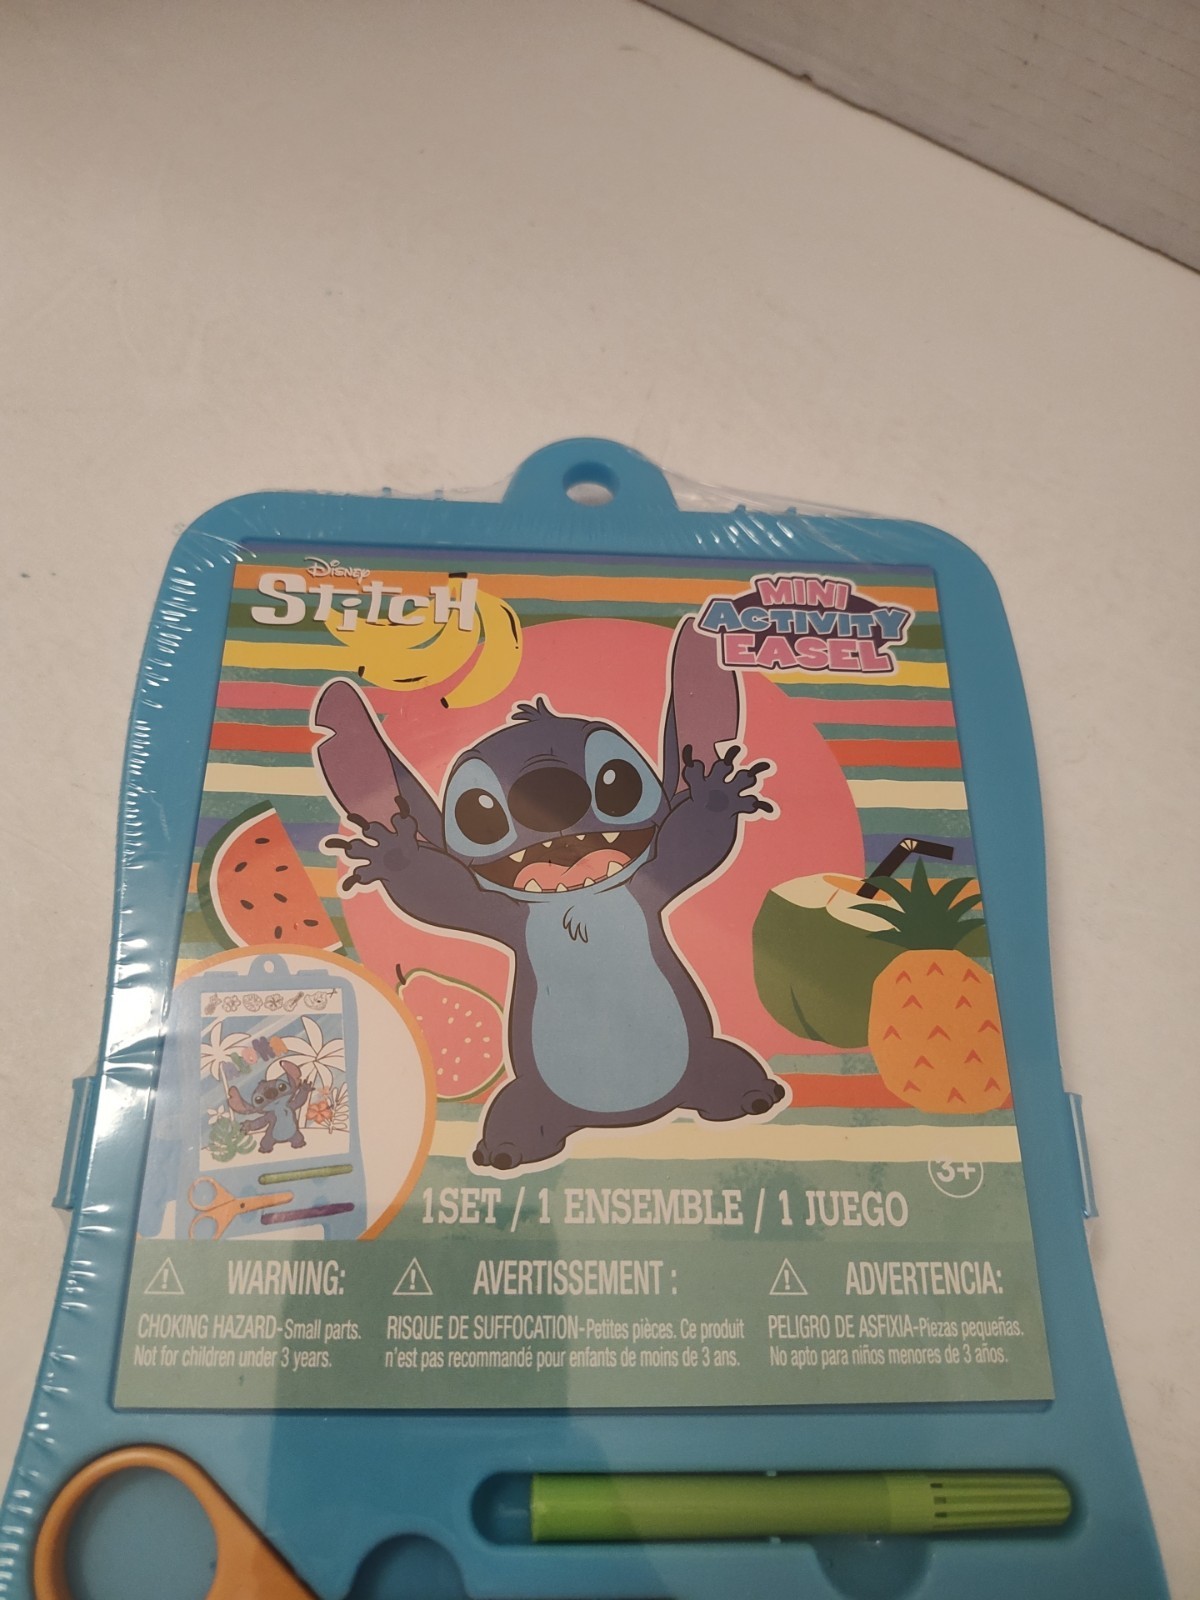 Disney
Stitch
MINI
ACTIVITY
EASEL
3+
1SET / 1 ENSEMBLE / 1 JUEGO
WARNING:
CHOKING HAZARD-Small parts.
Not for children under 3 years.
AVERTISSEMENT :
RISQUE DE SUFFOCATION-Petites pièces. Ce produit
n'est pas recommandé pour enfants de moins de 3 ans.
ADVERTENCIA:
PELIGRO DE ASFIXIA-Piezas pequeñas.
No apto para niños menores de 3 años.